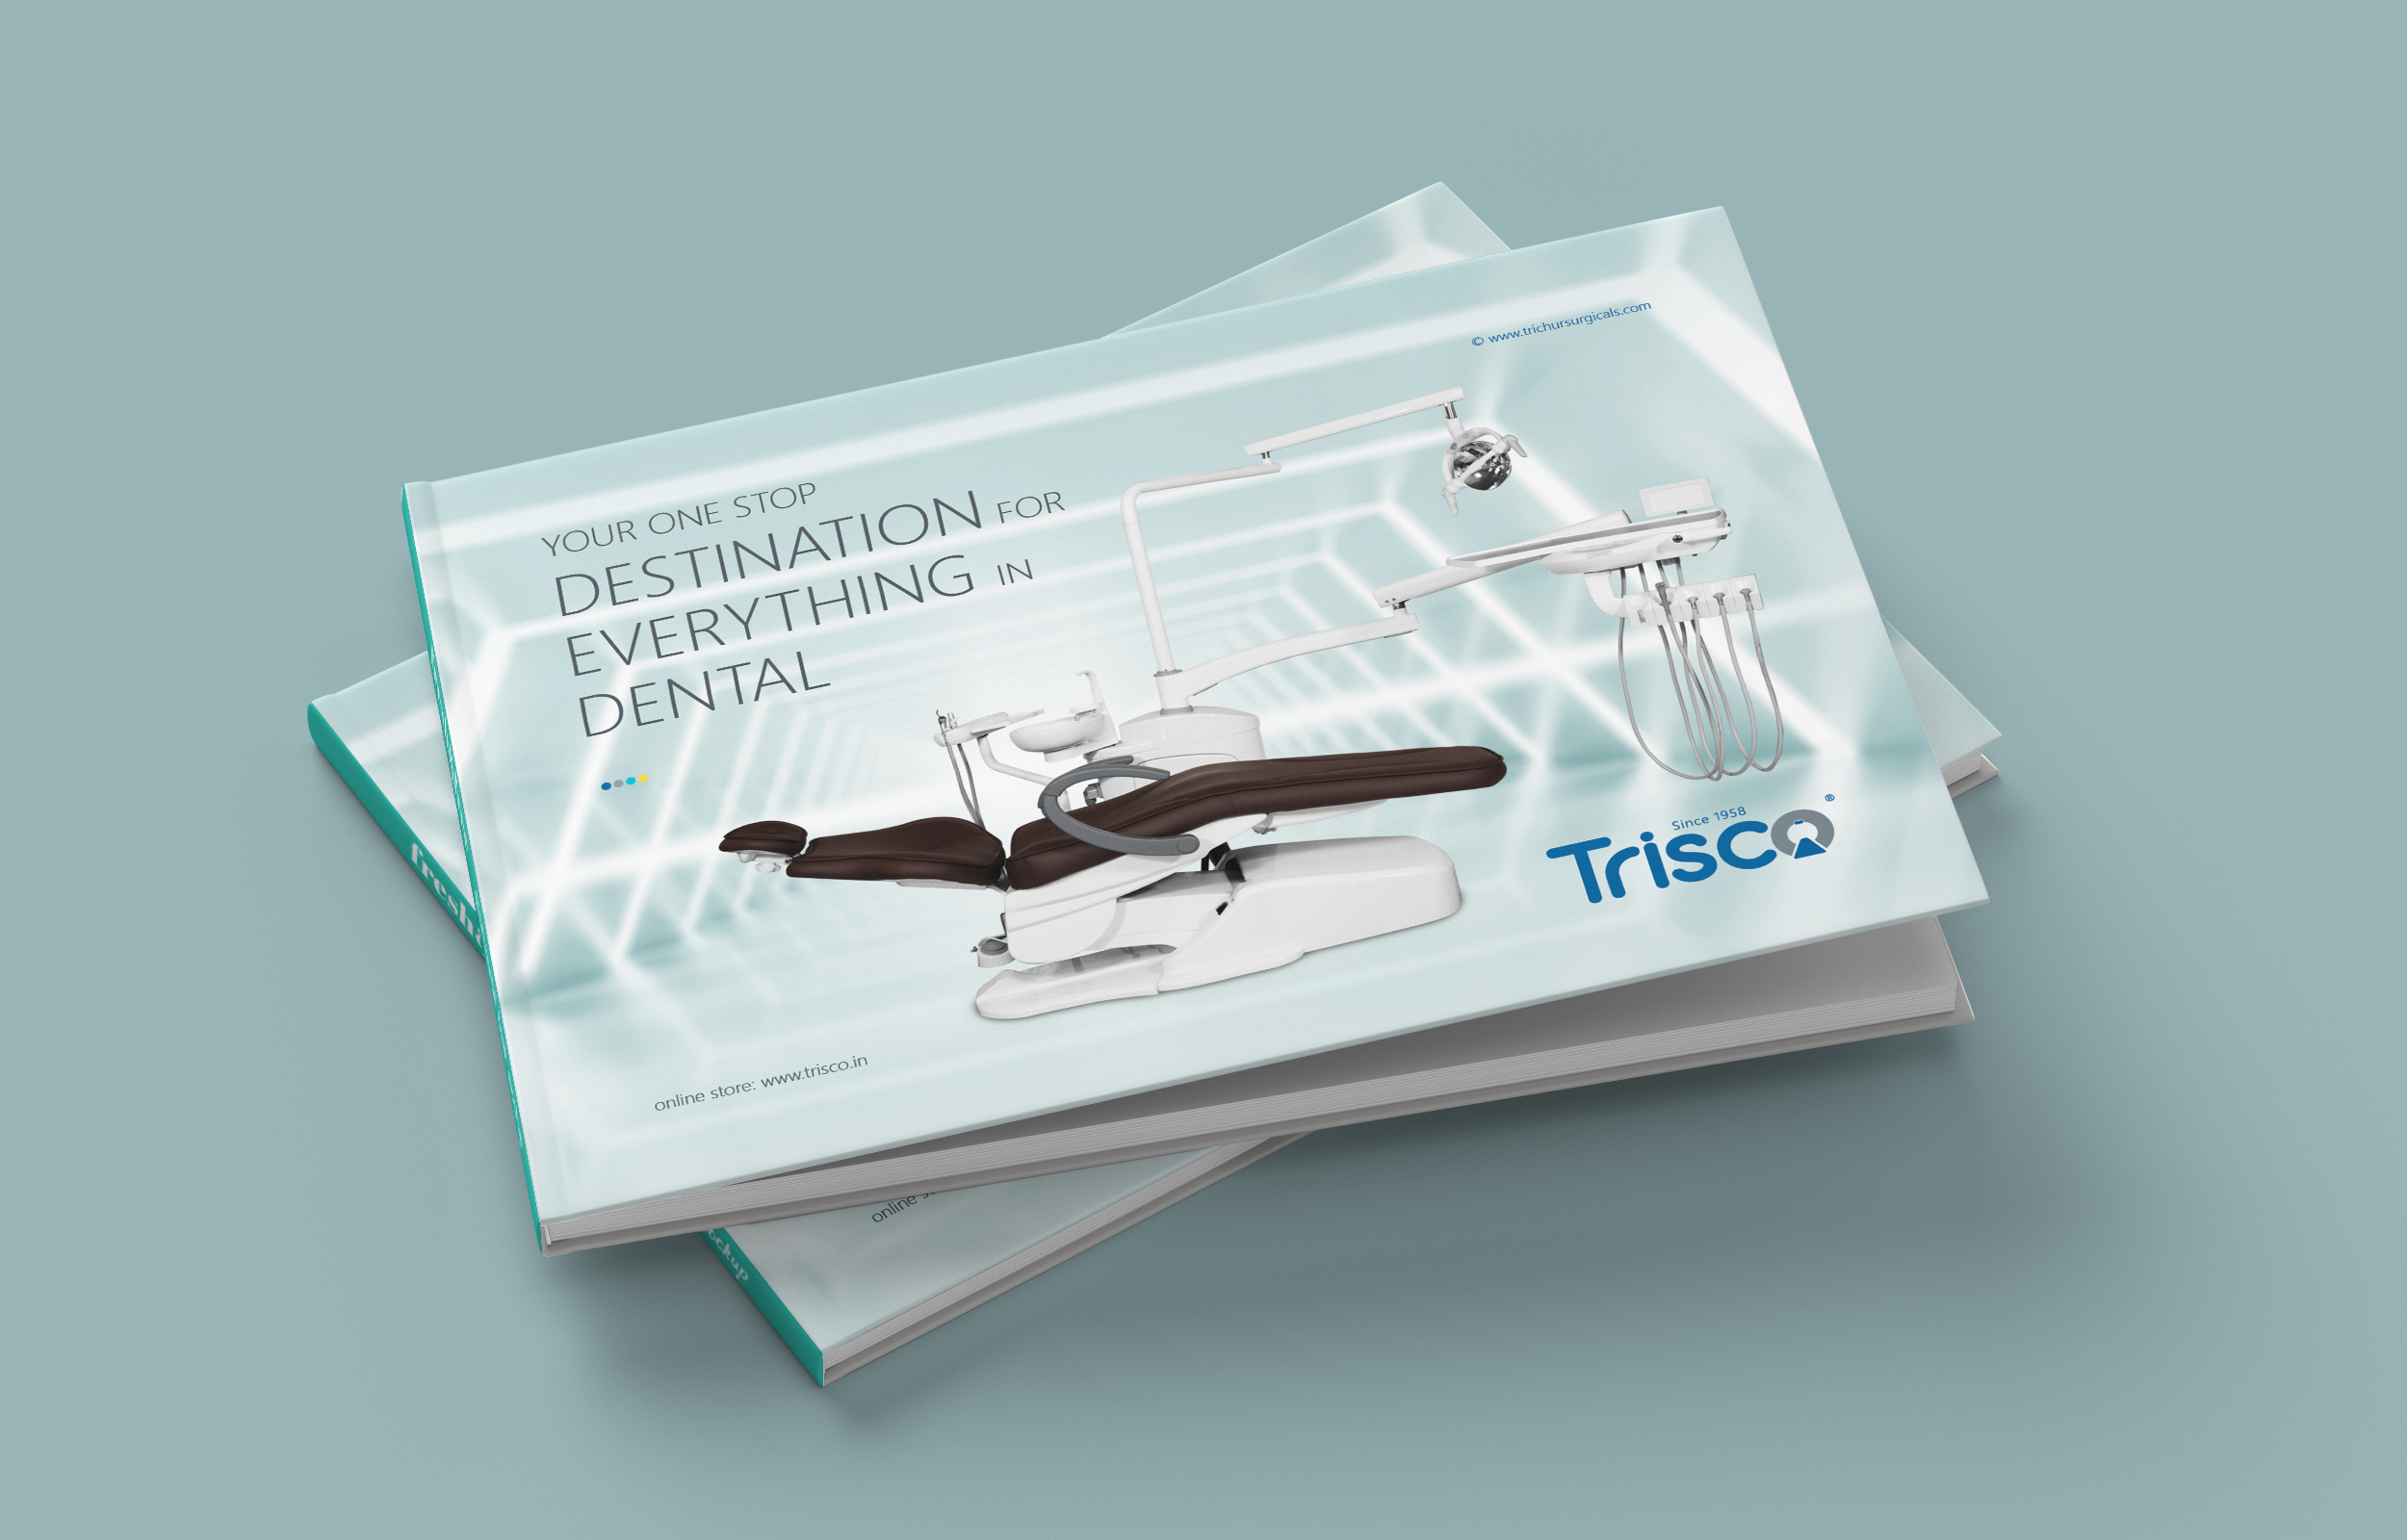 © www.trichursurgicals.com
YOUR ONE STOP
DESTINATION FOR
EVERYTHING IN
DENTAL
Since 1958
Trisco®
online store: www.trisco.in
online